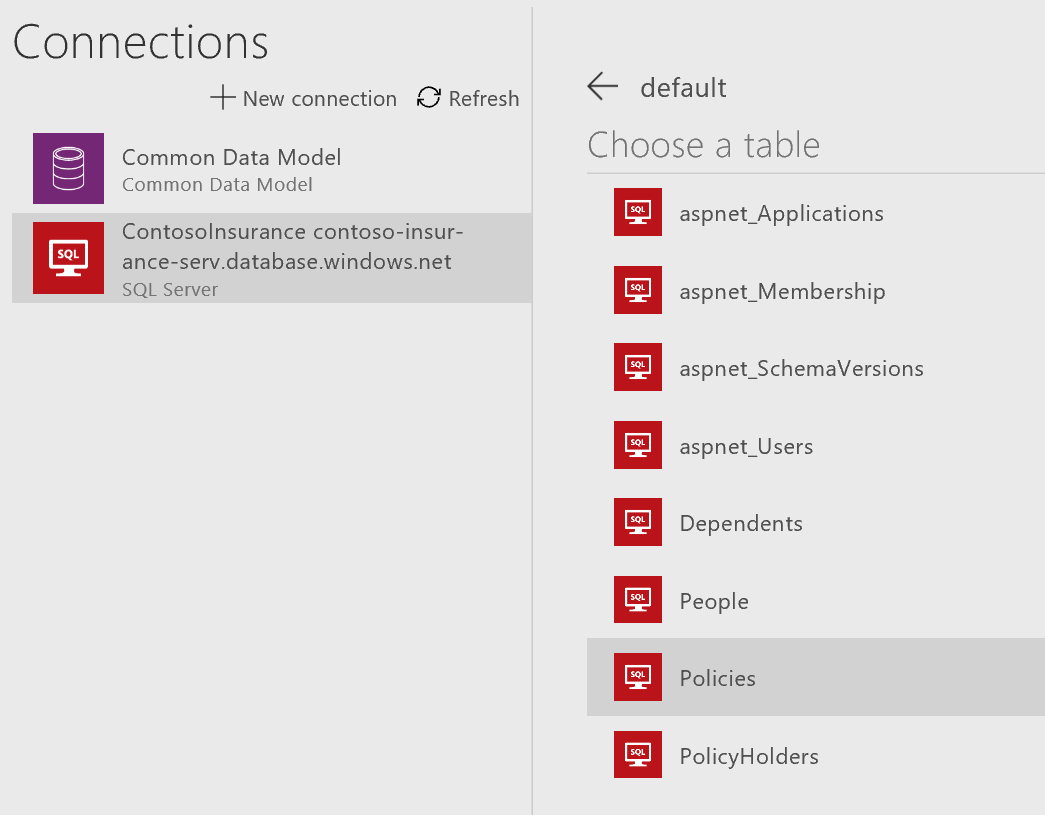 Connections
New connection
Refresh
Common Data Model
Common Data Model
SQL
ContosoInsurance contoso-insur-
ance-serv.database.windows.net
SQL Server
default
Choose a table
SQL
aspnet_Applications
SQL
aspnet_Membership
SQL
aspnet_SchemaVersions
SQL
aspnet_Users
SQL
Dependents
SQL
People
SQL
Policies
SQL
PolicyHolders